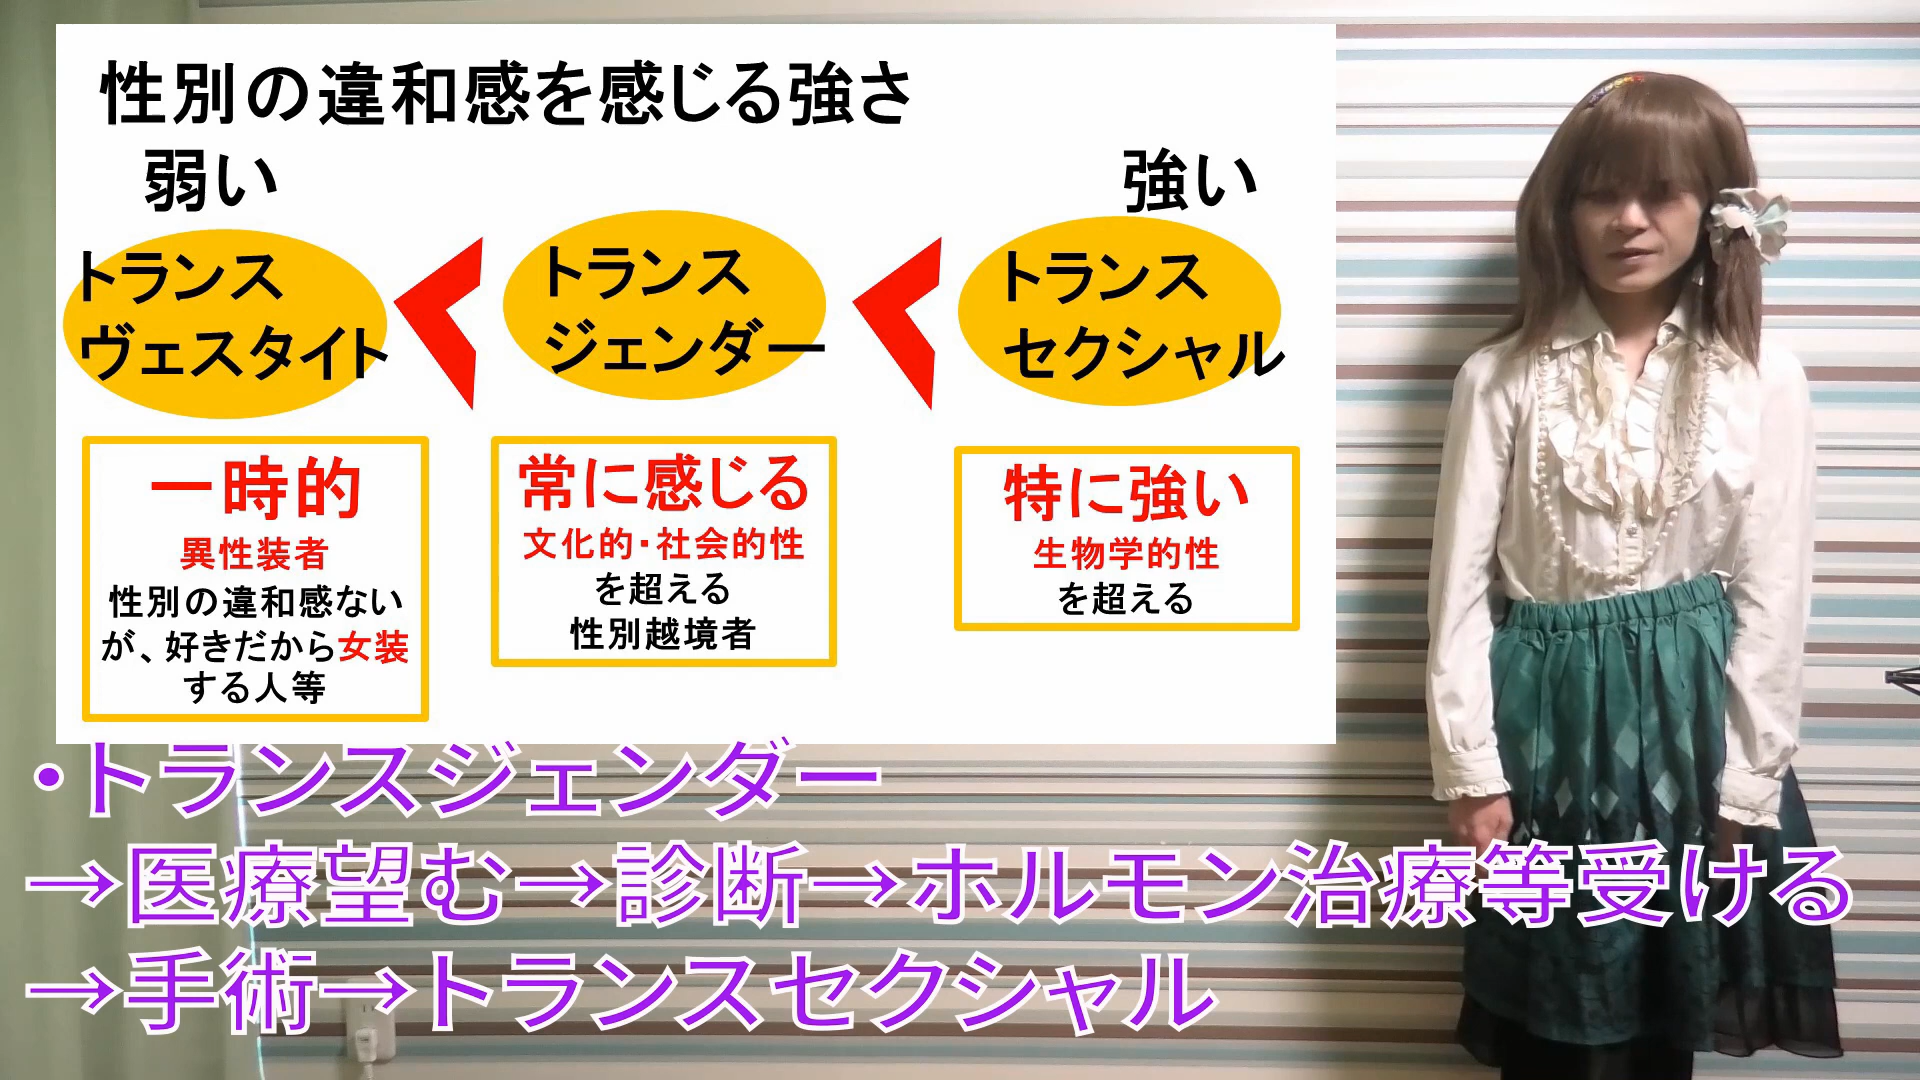 性別の違和感を感じる強さ
弱い
強い
トランス
ヴェスタイト
トランス
ジェンダー
トランス
セクシャル
一時的
異性装者
性別の違和感ない
が、好きだから女装
する人等
常に感じる
文化的・社会的性
を超える
性別越境者
特に強い
生物学的性
を超える
・トランスジェンダー
→医療望む→診断→ホルモン治療等受ける
→手術→トランスセクシャル